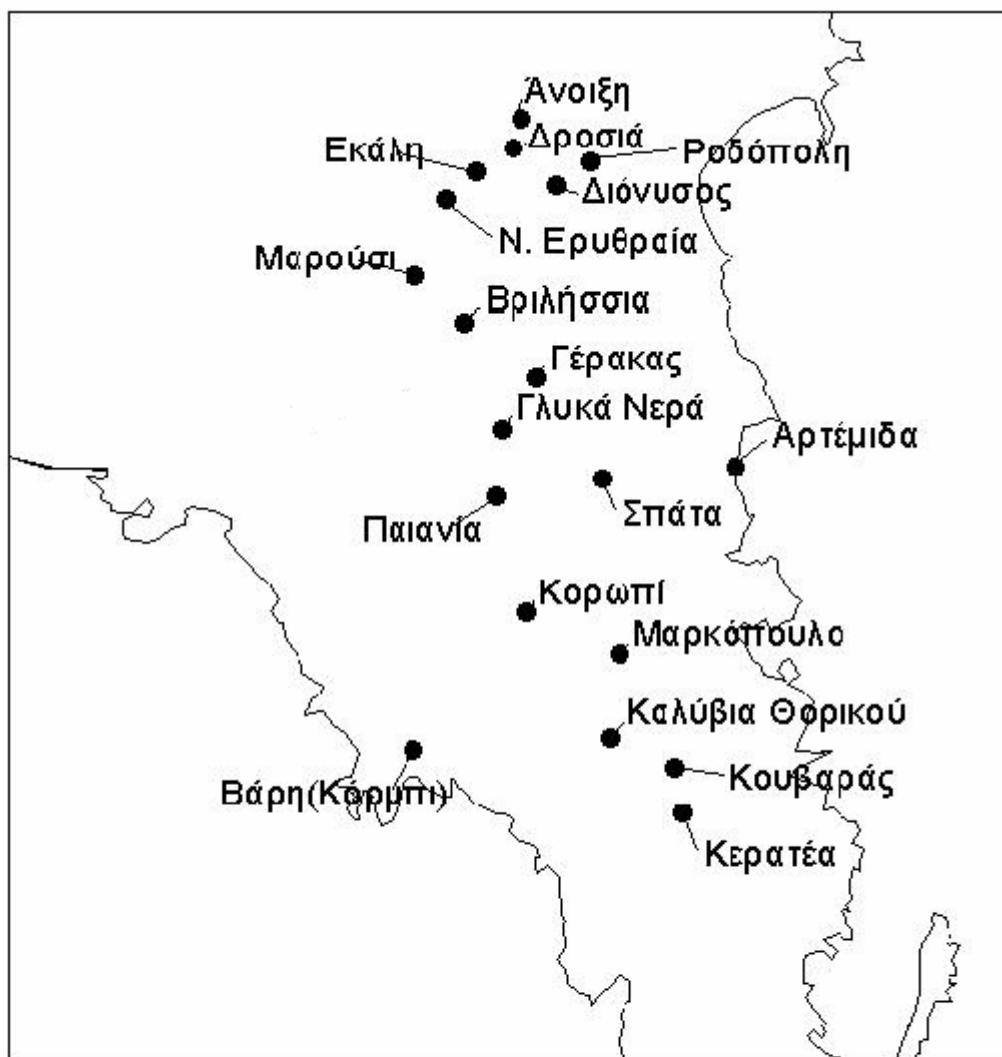 Άνοιξη
Δροσιά
Εκάλη
Ροδόπολη
Διόνυσος
Ν. Ερυθραία
Μαρούσι
Βριλήσσια
Γέρακας
Γλυκά Νερά
Αρτέμιδα
Σπάτα
Παιανία
Κορωπί
Μαρκόπουλο
Καλύβια Θορικού
Κουβαράς
Βάρη(Κόρμπι)
Κερατέα